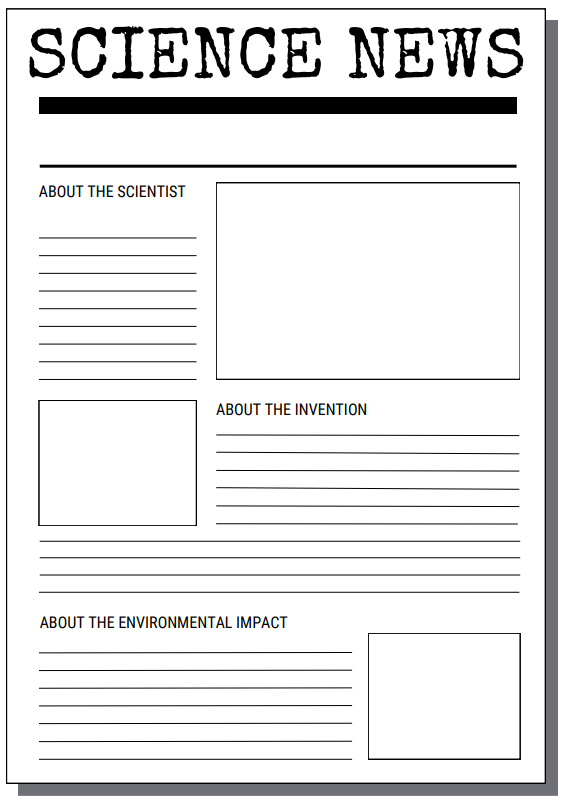 SCIENCE NEWS
ABOUT THE SCIENTIST
ABOUT THE INVENTION
ABOUT THE ENVIRONMENTAL IMPACT